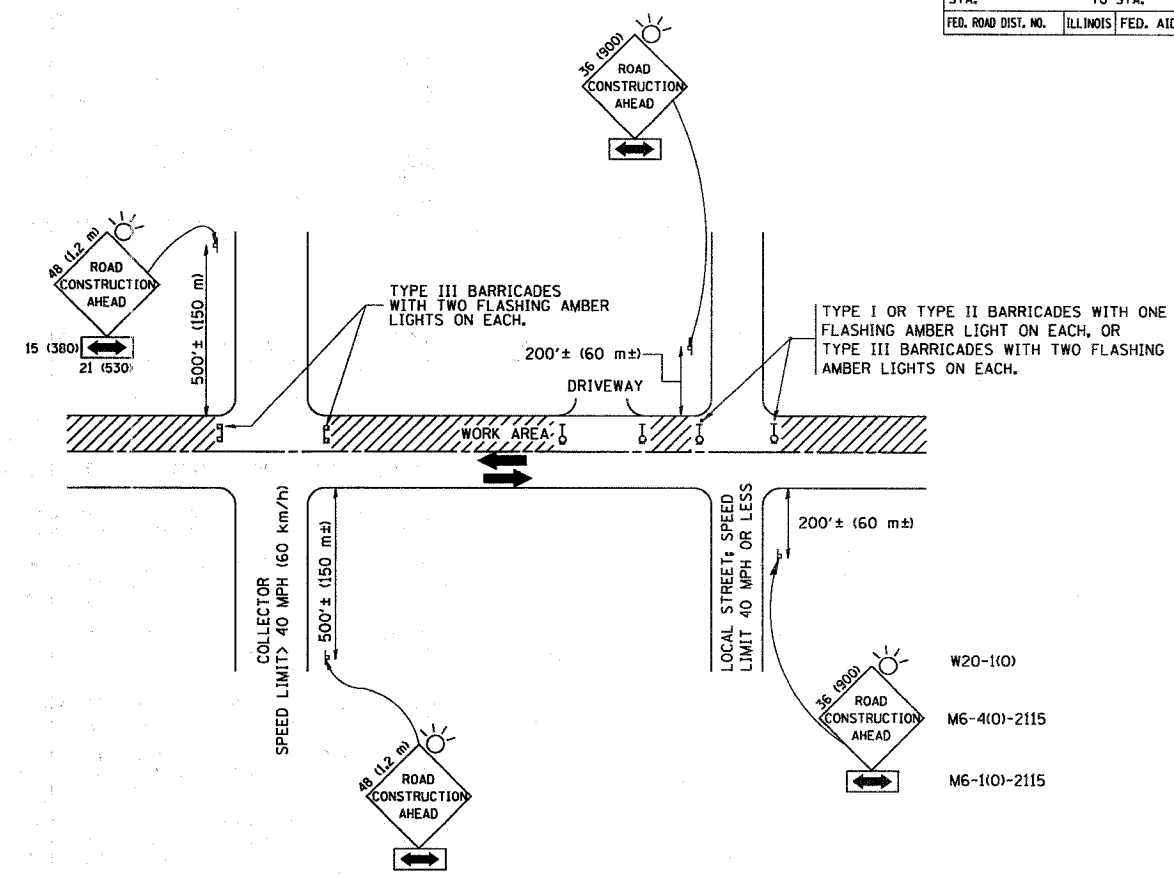 FED. ROAD DIST. NO. ILLINOIS FED. AID
36 (900)
ROAD
CONSTRUCTION
AHEAD
48 (1.2 m)
ROAD
CONSTRUCTION
AHEAD
15 (380)
21 (530)
500'± (150 m)
TYPE III BARRICADES
WITH TWO FLASHING AMBER
LIGHTS ON EACH.
200'± (60 m±)
DRIVEWAY
TYPE I OR TYPE II BARRICADES WITH ONE
FLASHING AMBER LIGHT ON EACH, OR
TYPE III BARRICADES WITH TWO FLASHING
AMBER LIGHTS ON EACH.
WORK AREA
COLLECTOR
SPEED LIMIT> 40 MPH (60 km/h)
500'± (150 m±)
LOCAL STREET: SPEED
LIMIT 40 MPH OR LESS
200'± (60 m±)
48 (1.2 m)
ROAD
CONSTRUCTION
AHEAD
36 (900)
ROAD
CONSTRUCTION
AHEAD
W20-1(O)
M6-4(O)-2115
M6-1(O)-2115